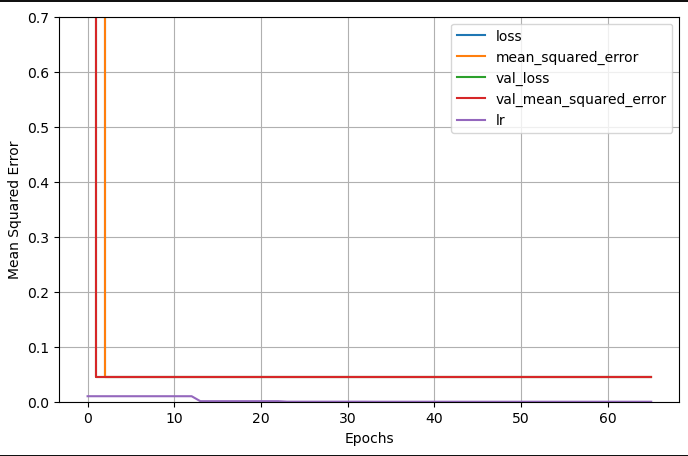 0.7
0.6
0.5
0.4
0.3
0.2
0.1
0.0
Mean Squared Error
loss
mean_squared_error
val_loss
val_mean_squared_error
lr
0 10 20 30 40 50 60
Epochs